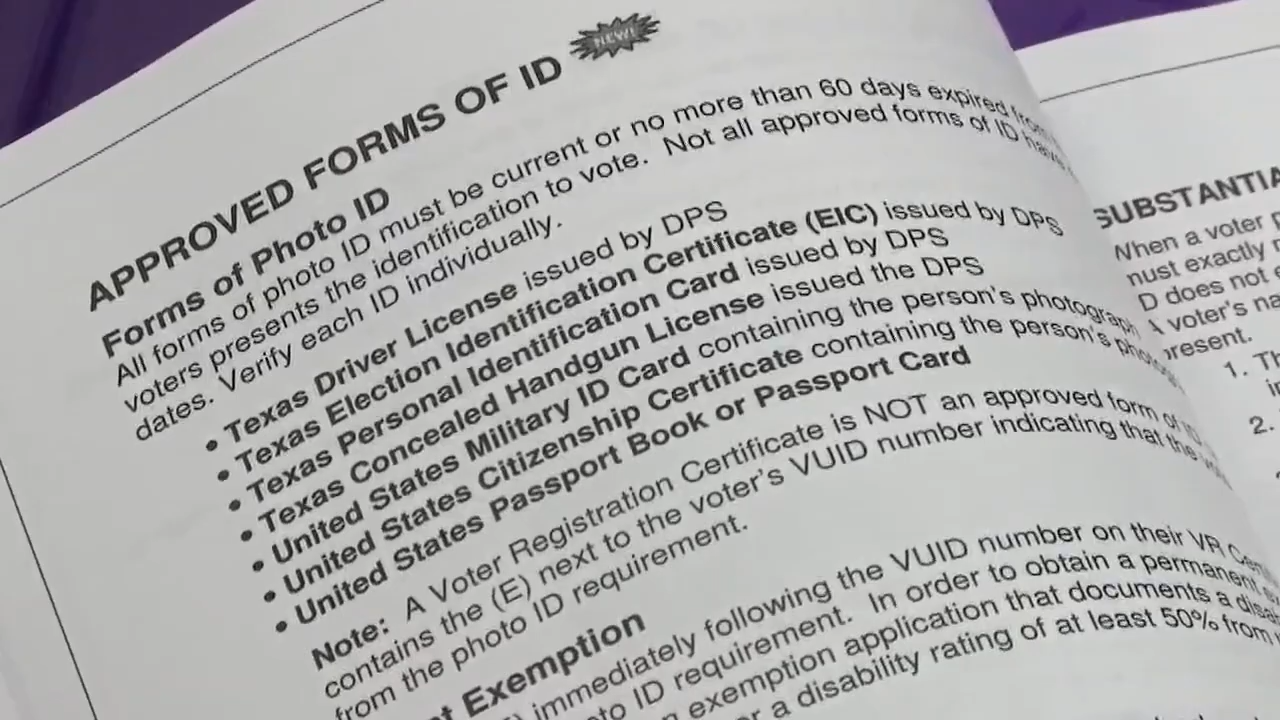 APPROVED FORMS OF ID NEW!
Forms of Photo ID
All forms of photo ID must be current or no more than 60 days expired from
voters presents the identification to vote. Not all approved forms of ID have
dates. Verify each ID individually.
• Texas Driver License issued by DPS
• Texas Election Identification Certificate (EIC) issued by DPS
• Texas Personal Identification Card issued by DPS
• Texas Concealed Handgun License issued the DPS
• United States Military ID Card containing the person's photograph
• United States Citizenship Certificate containing the person's
• United States Passport Book or Passport Card
Note: A Voter Registration Certificate is NOT an approved form of ID.
contains the (E) next to the voter's VUID number indicating that the
from the photo ID requirement.
Exemption
immediately following the VUID number on their VR
ID requirement. In order to obtain a permanent
exemption application that documents a
a disability rating of at least 50% from
SUBSTANTIA
When a voter
must exactly
does not
voter's
present.
1.
2.